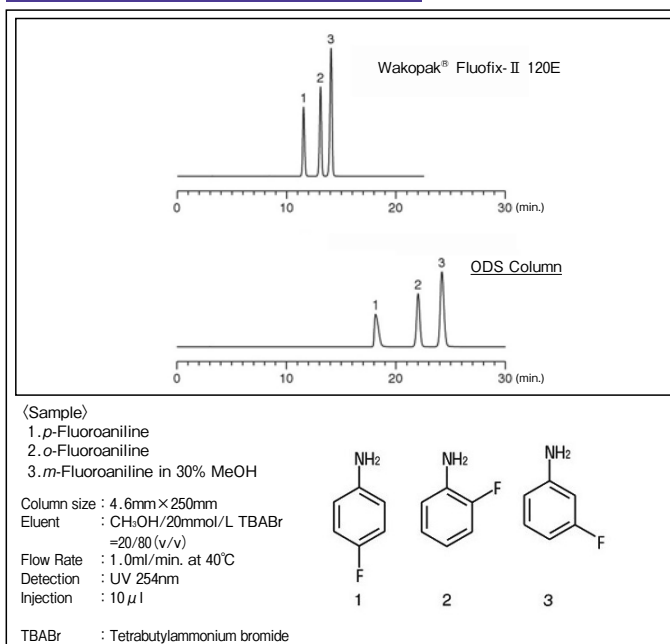 3
2
1
Wakopak® Fluofix-Ⅱ 120E
0 10 20 30 (min.)
3
2
1
ODS Column
0 10 20 30 (min.)
〈Sample〉
1.p-Fluoroaniline
2.o-Fluoroaniline
3.m-Fluoroaniline in 30% MeOH
Column size : 4.6mm×250mm
Eluent : CH₃OH/20mmol/L TBABr
=20/80(v/v)
Flow Rate : 1.0ml/min. at 40℃
Detection : UV 254nm
Injection : 10μl
TBABr : Tetrabutylammonium bromide
NH₂ NH₂ NH₂
F
F
F
1 2 3